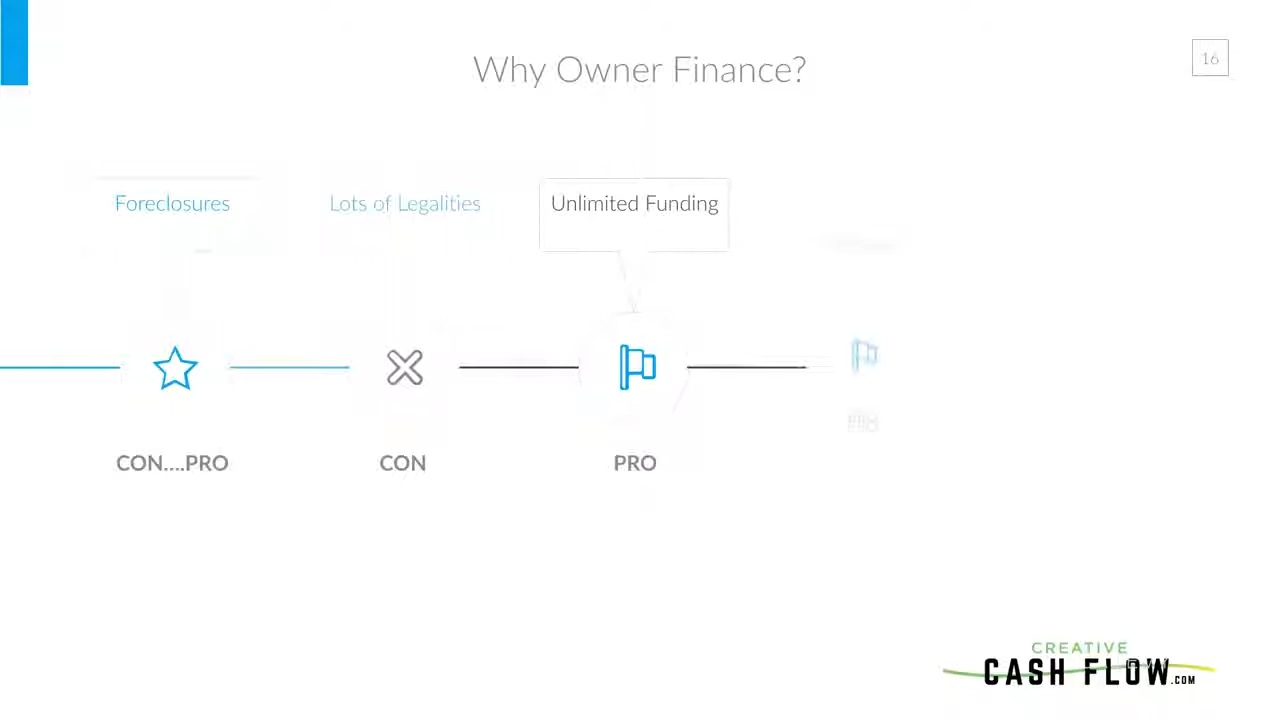 Why Owner Finance?
16
Foreclosures
Lots of Legalities
Unlimited Funding
CON....PRO
CON
PRO
CREATIVE
CASH FLOW.COM